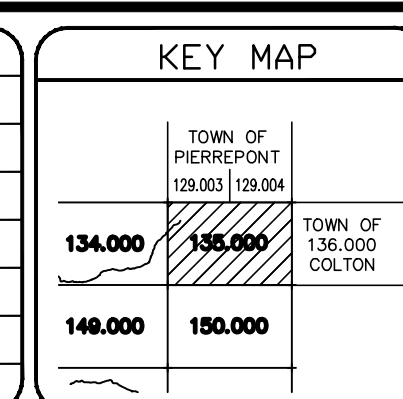 KEY MAP
TOWN OF
PIERREPONT
129.003 129.004
134.000 135.000
TOWN OF
136.000
COLTON
149.000 150.000